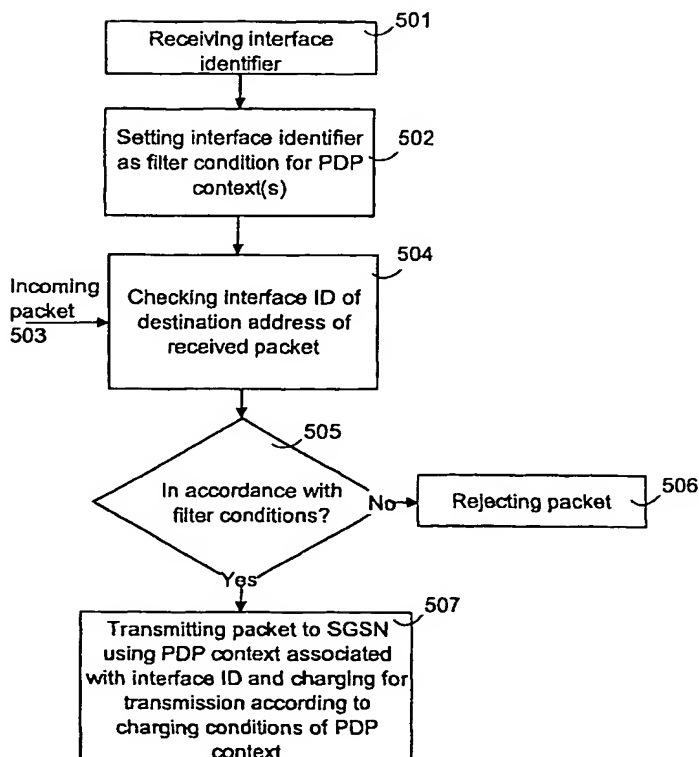 501
Receiving interface
identifier
Setting interface identifier
as filter condition for PDP
context(s)
502
504
Incoming
packet
503
Checking interface ID of
destination address of
received packet
505
In accordance with
filter conditions?
No
Rejecting packet
506
Yes
507
Transmitting packet to SGSN
using PDP context associated
with interface ID and charging for
transmission according to
charging conditions of PDP
context